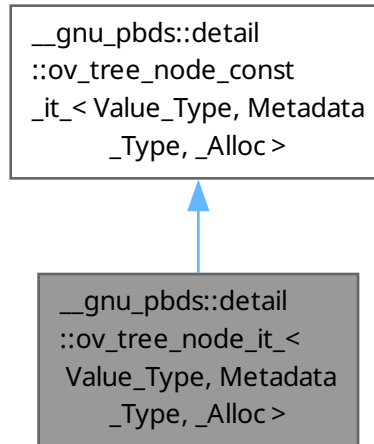 __gnu_pbds::detail
::ov_tree_node_const
_it_< Value_Type, Metadata
_Type, _Alloc >
__gnu_pbds::detail
::ov_tree_node_it_<
Value_Type, Metadata
_Type, _Alloc >